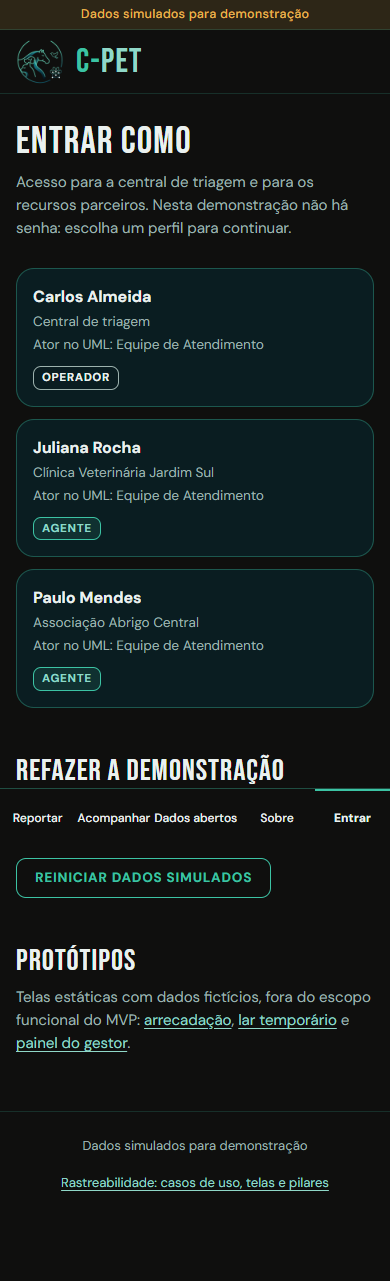 Dados simulados para demonstração
C-PET
ENTRAR COMO
Acesso para a central de triagem e para os
recursos parceiros. Nesta demonstração não há
senha: escolha um perfil para continuar.
Carlos Almeida
Central de triagem
Ator no UML: Equipe de Atendimento
OPERADOR
Juliana Rocha
Clínica Veterinária Jardim Sul
Ator no UML: Equipe de Atendimento
AGENTE
Paulo Mendes
Associação Abrigo Central
Ator no UML: Equipe de Atendimento
AGENTE
REFAZER A DEMONSTRAÇÃO
Reportar Acompanhar Dados abertos Sobre Entrar
REINICIAR DADOS SIMULADOS
PROTÓTIPOS
Telas estáticas com dados fictícios, fora do escopo
funcional do MVP: arrecadação, lar temporário e
painel do gestor.
Dados simulados para demonstração
Rastreabilidade: casos de uso, telas e pilares